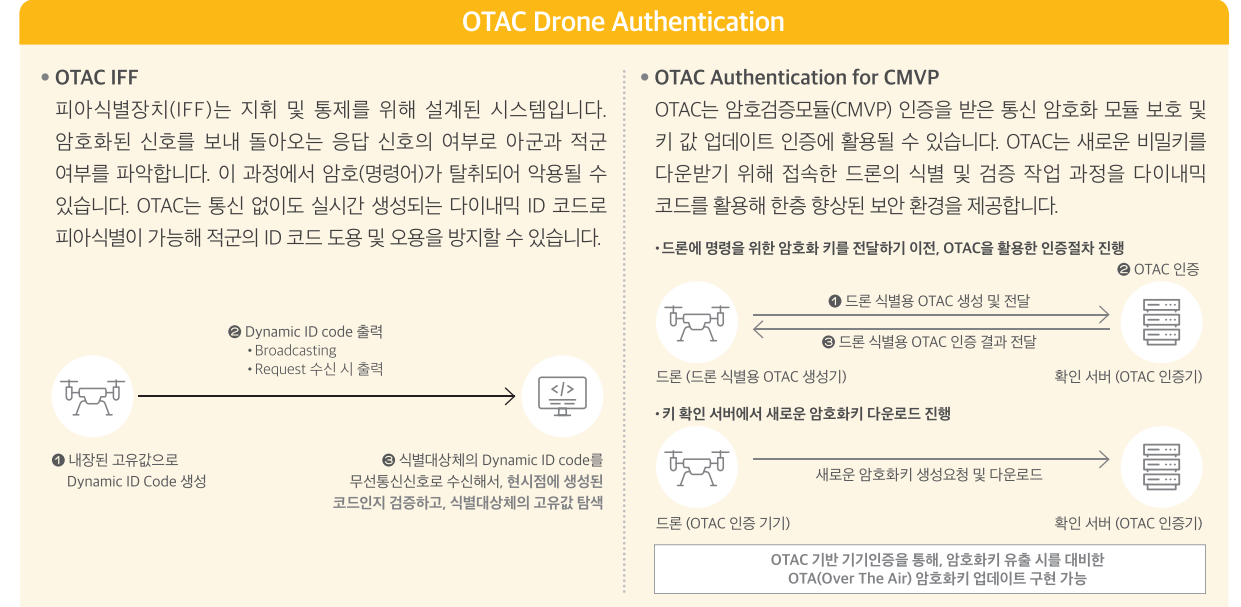 OTAC Drone Authentication
• OTAC IFF
피아식별장치(IFF)는 지휘 및 통제를 위해 설계된 시스템입니다.
암호화된 신호를 보내 돌아오는 응답 신호의 여부로 아군과 적군
여부를 파악합니다. 이 과정에서 암호(명령어)가 탈취되어 악용될 수
있습니다. OTAC는 통신 없이도 실시간 생성되는 다이내믹 ID 코드로
피아식별이 가능해 적군의 ID 코드 도용 및 오용을 방지할 수 있습니다.
❷ Dynamic ID code 출력
• Broadcasting
• Request 수신 시 출력
❶ 내장된 고유값으로
Dynamic ID Code 생성
❸ 식별대상체의 Dynamic ID code를
무선통신신호로 수신해서, 현시점에 생성된
코드인지 검증하고, 식별대상체의 고유값 탐색
• OTAC Authentication for CMVP
OTAC는 암호검증모듈(CMVP) 인증을 받은 통신 암호화 모듈 보호 및
키 값 업데이트 인증에 활용될 수 있습니다. OTAC는 새로운 비밀키를
다운받기 위해 접속한 드론의 식별 및 검증 작업 과정을 다이내믹
코드를 활용해 한층 향상된 보안 환경을 제공합니다.
• 드론에 명령을 위한 암호화 키를 전달하기 이전, OTAC을 활용한 인증절차 진행
❷ OTAC 인증
❶ 드론 식별용 OTAC 생성 및 전달
❸ 드론 식별용 OTAC 인증 결과 전달
드론 (드론 식별용 OTAC 생성기)
확인 서버 (OTAC 인증기)
• 키 확인 서버에서 새로운 암호화키 다운로드 진행
새로운 암호화키 생성요청 및 다운로드
드론 (OTAC 인증 기기)
확인 서버 (OTAC 인증기)
OTAC 기반 기기인증을 통해, 암호화키 유출 시를 대비한
OTA(Over The Air) 암호화키 업데이트 구현 가능